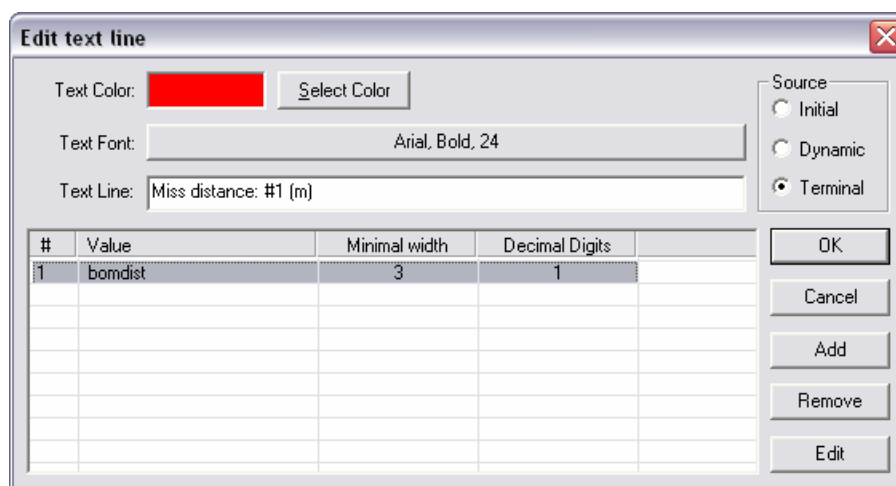 Edit text line
Text Color:
Select Color
Source
Initial
Text Font:
Arial, Bold, 24
Dynamic
Text Line:
Miss distance: #1 (m)
Terminal
# Value Minimal width Decimal Digits
1 bomdist 3 1
OK
Cancel
Add
Remove
Edit